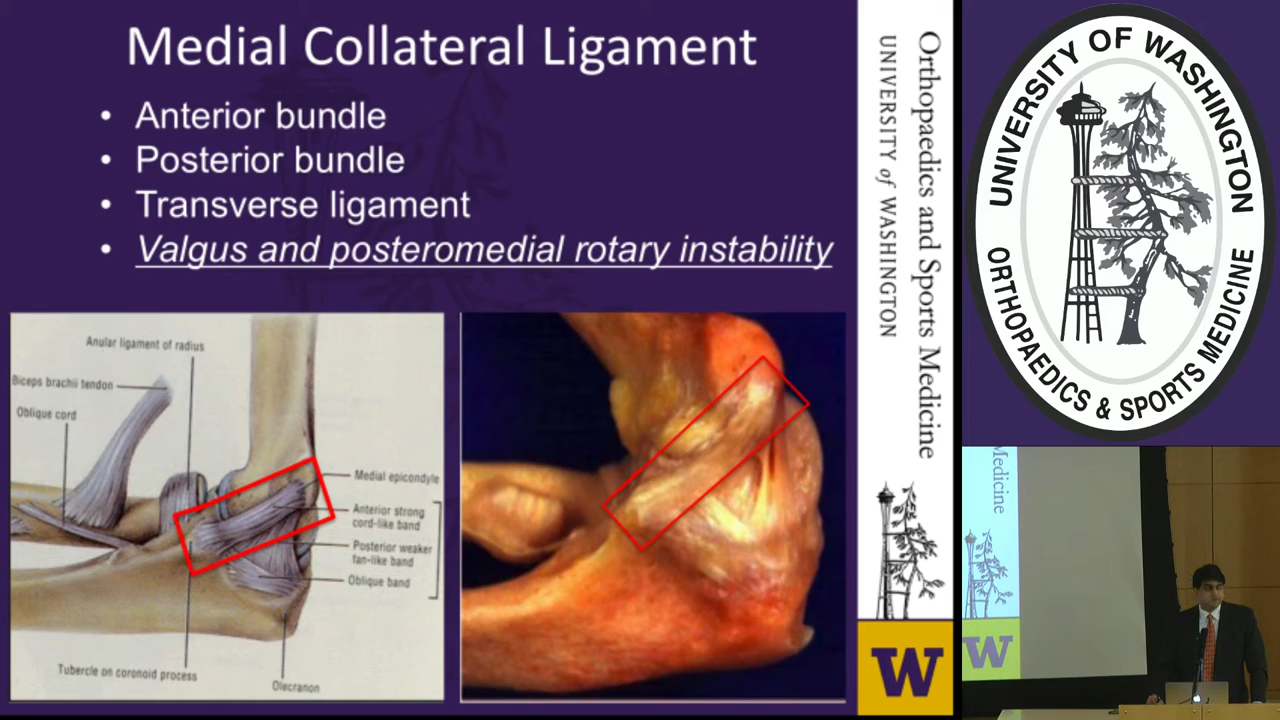 Medial Collateral Ligament
• Anterior bundle
• Posterior bundle
• Transverse ligament
• Valgus and posteromedial rotary instability
Anular ligament of radius
Biceps brachii tendon
Oblique cord
Medial epicondyle
Anterior strong
cord-like band
Posterior weaker
fan-like band
Oblique band
Tubercle on coronoid process
Olecranon
Orthopaedics and Sports Medicine
UNIVERSITY of WASHINGTON
W
UNIVERSITY OF WASHINGTON
ORTHOPAEDICS & SPORTS MEDICINE
Medicine
W